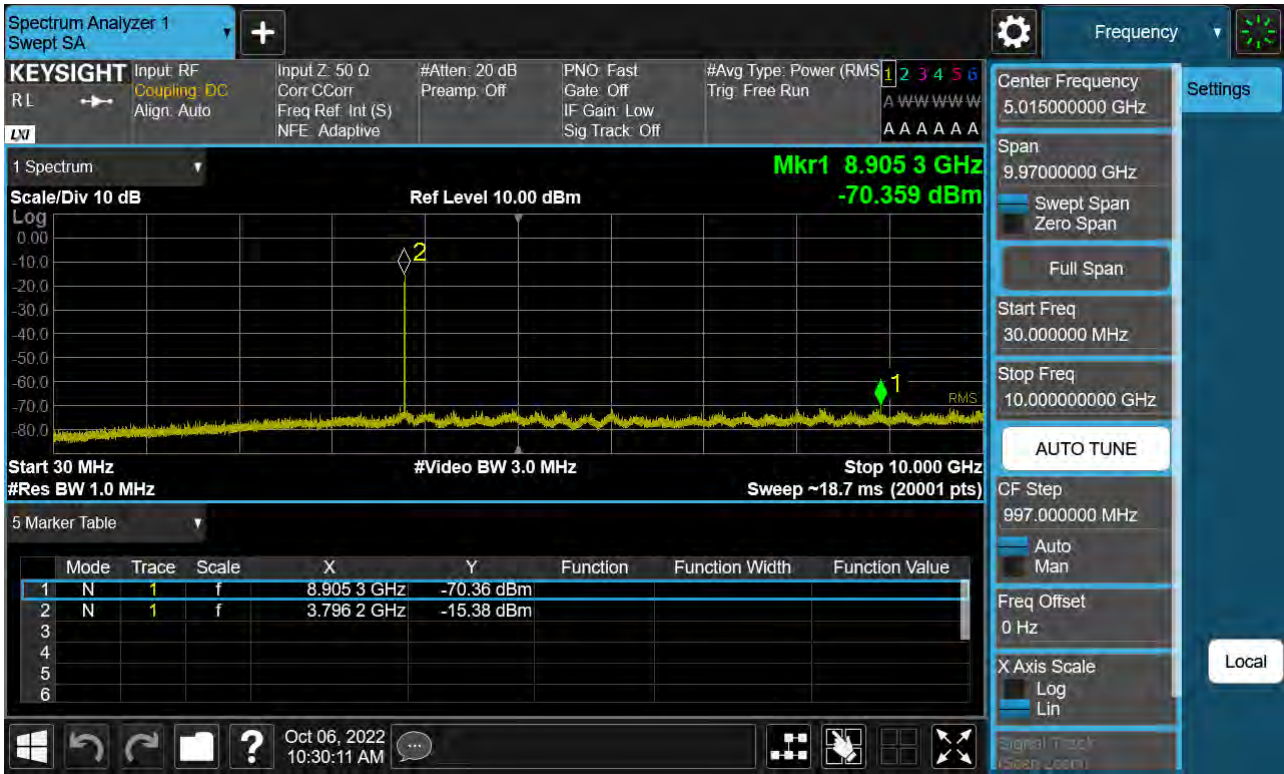 Spectrum Analyzer 1
Swept SA
+
Frequency
KEYSIGHT
RL
LXI
Input: RF
Coupling: DC
Align: Auto
Input Z: 50 Ω
Corr CCorr
Freq Ref: Int (S)
NFE: Adaptive
#Atten: 20 dB
Preamp: Off
PNO: Fast
Gate: Off
IF Gain: Low
Sig Track: Off
#Avg Type: Power (RMS
Trig: Free Run
1 2 3 4 5 6
A W W W W W
A A A A A A
1 Spectrum
Scale/Div 10 dB
Ref Level 10.00 dBm
Mkr1 8.905 3 GHz
-70.359 dBm
Log
0.00
-10.0
-20.0
-30.0
-40.0
-50.0
-60.0
-70.0
-80.0
2
1
RMS
Start 30 MHz
#Video BW 3.0 MHz
Stop 10.000 GHz
#Res BW 1.0 MHz
Sweep ~18.7 ms (20001 pts)
5 Marker Table
Mode Trace Scale X Y Function Function Width Function Value
1 N 1 f 8.905 3 GHz -70.36 dBm
2 N 1 f 3.796 2 GHz -15.38 dBm
3
4
5
6
Center Frequency
5.015000000 GHz
Span
9.97000000 GHz
Swept Span
Zero Span
Full Span
Start Freq
30.000000 MHz
Stop Freq
10.000000000 GHz
AUTO TUNE
CF Step
997.000000 MHz
Auto
Man
Freq Offset
0 Hz
X Axis Scale
Log
Lin
Signal Track
(Span Zoom)
Settings
Local
?
Oct 06, 2022
10:30:11 AM